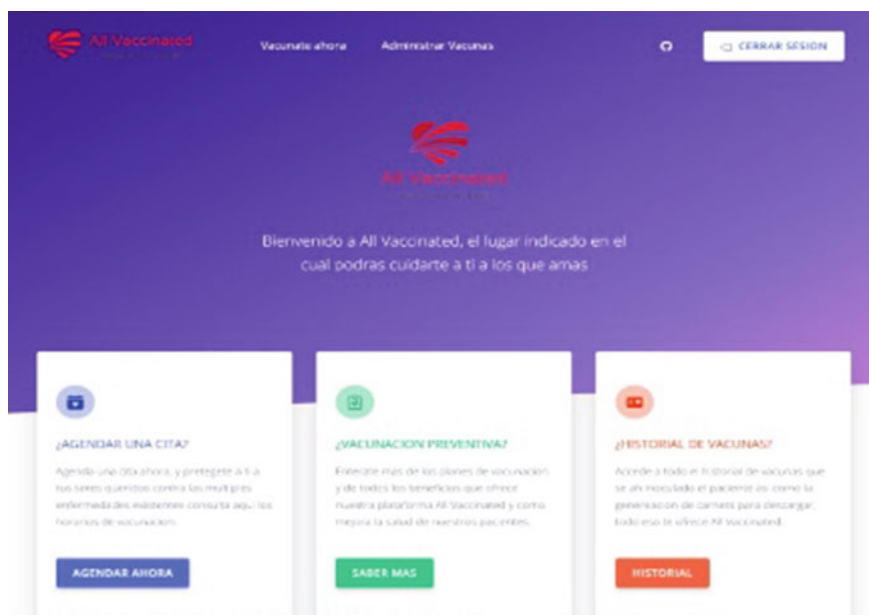 All Vaccinated
Vacunate ahora
Administrar Vacunas
CERRAR SESION
All Vaccinated
Bienvenido a All Vaccinated, el lugar indicado en el
cual podras cuidarte a ti a los que amas
¿AGENDAR UNA CITA?
Agenda una cita ahora, y protegete a ti a
tus seres queridos contra las multiples
enfermedades existentes consulta aqui los
horarios de vacunacion.
AGENDAR AHORA
¿VACUNACION PREVENTIVA?
Enterate mas de los planes de vacunacion
y de todos los beneficios que ofrece
nuestra plataforma All Vaccinated y como
mejora la salud de nuestros pacientes.
SABER MAS
¿HISTORIAL DE VACUNAS?
Accede a todo el historial de vacunas que
se ah inoculado el paciente asi como la
generacion de carnets para descargar,
todo eso te ofrece All Vaccinated.
HISTORIAL